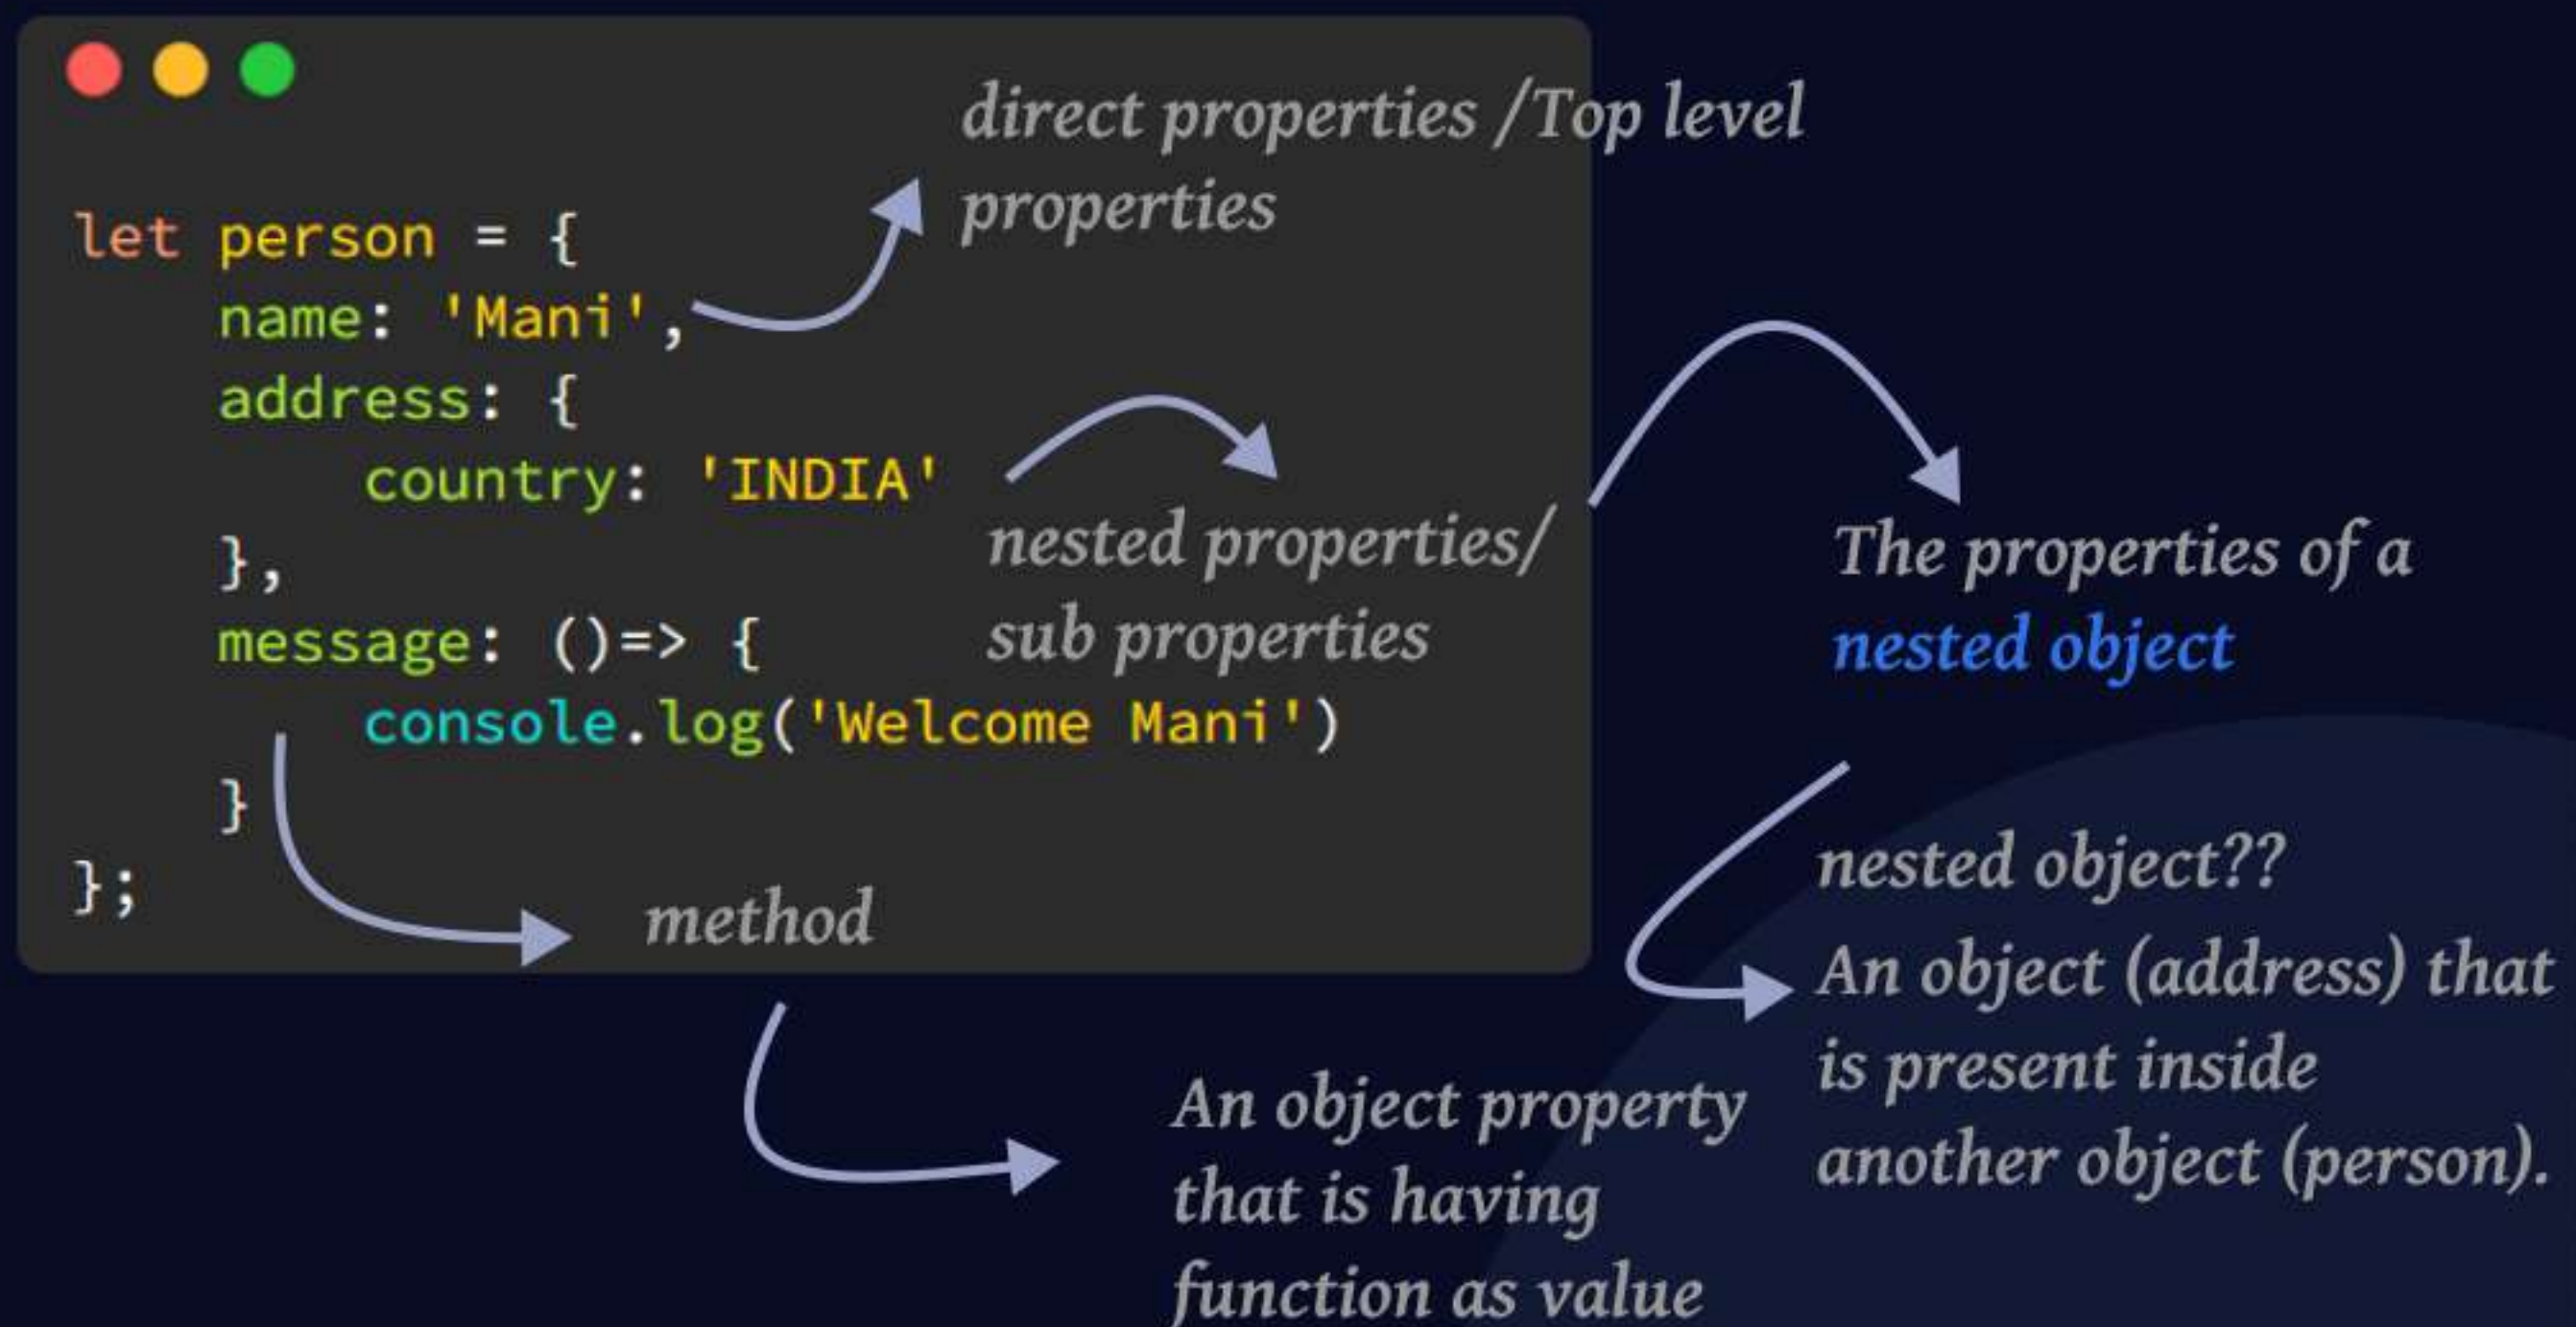 direct properties /Top level
properties
let person = {
name: 'Mani',
address: {
country: 'INDIA'
},
message: ()=> {
console.log('Welcome Mani')
}
};
nested properties/
sub properties
The properties of a
nested object
nested object??
An object (address) that
is present inside
another object (person).
method
An object property
that is having
function as value